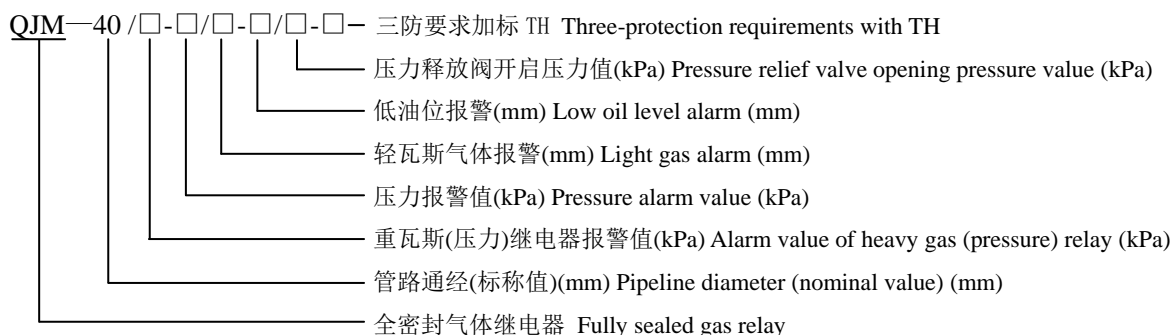 QJM—40/□-□/□-□/□-□— 三防要求加标 TH Three-protection requirements with TH
压力释放阀开启压力值(kPa) Pressure relief valve opening pressure value (kPa)
低油位报警(mm) Low oil level alarm (mm)
轻瓦斯气体报警(mm) Light gas alarm (mm)
压力报警值(kPa) Pressure alarm value (kPa)
重瓦斯(压力)继电器报警值(kPa) Alarm value of heavy gas (pressure) relay (kPa)
管路通经(标称值)(mm) Pipeline diameter (nominal value) (mm)
全密封气体继电器 Fully sealed gas relay